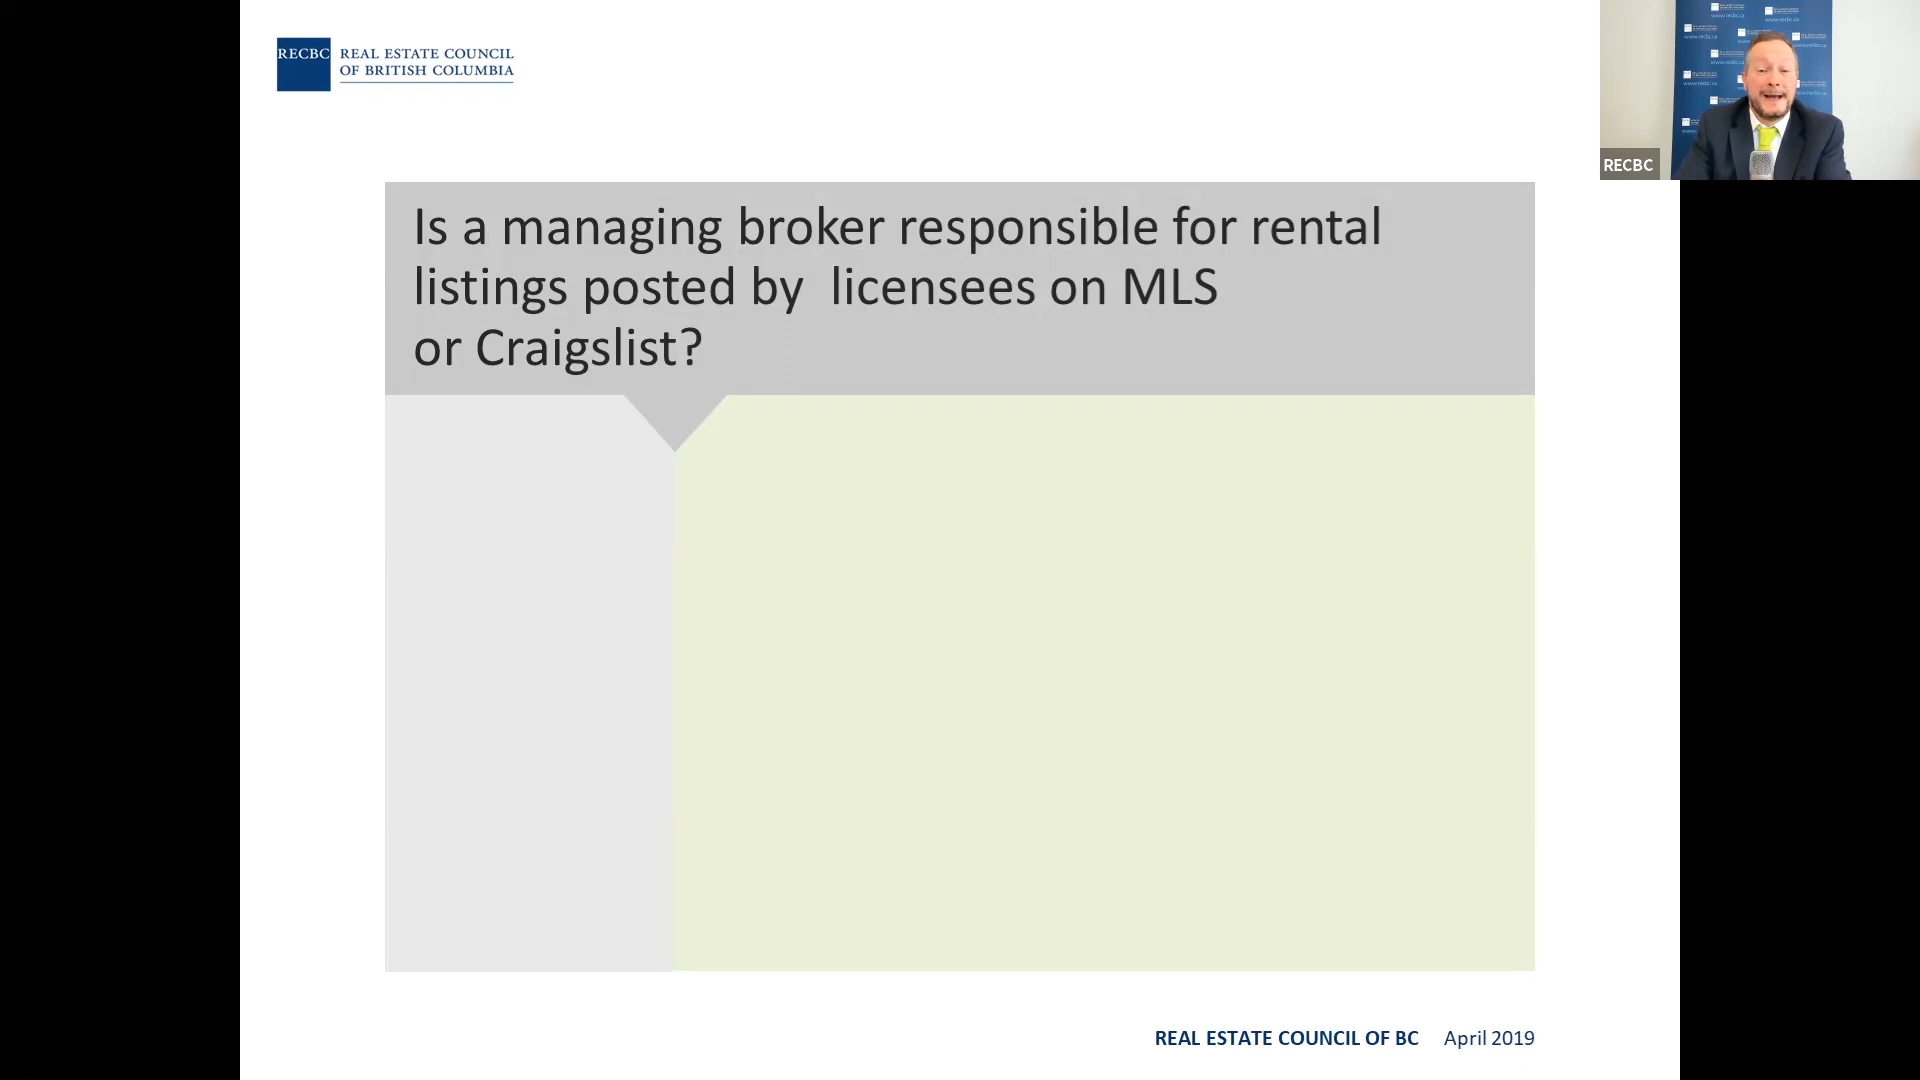 RECBC
REAL ESTATE COUNCIL
OF BRITISH COLUMBIA
RECBC
Is a managing broker responsible for rental
listings posted by  licensees on MLS
or Craigslist?
REAL ESTATE COUNCIL OF BC April 2019